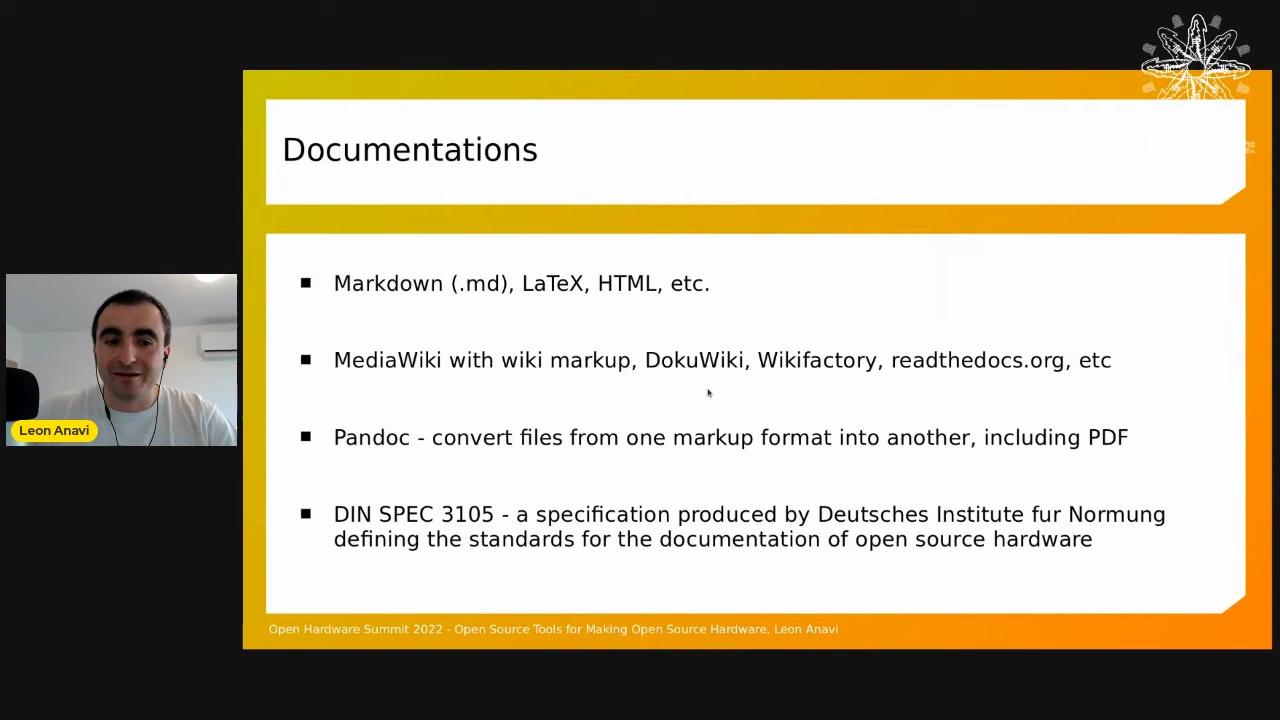 Documentations
Markdown (.md), LaTeX, HTML, etc.
MediaWiki with wiki markup, DokuWiki, Wikifactory, readthedocs.org, etc
Pandoc - convert files from one markup format into another, including PDF
DIN SPEC 3105 - a specification produced by Deutsches Institute fur Normung
defining the standards for the documentation of open source hardware
Leon Anavi
Open Hardware Summit 2022 - Open Source Tools for Making Open Source Hardware, Leon Anavi